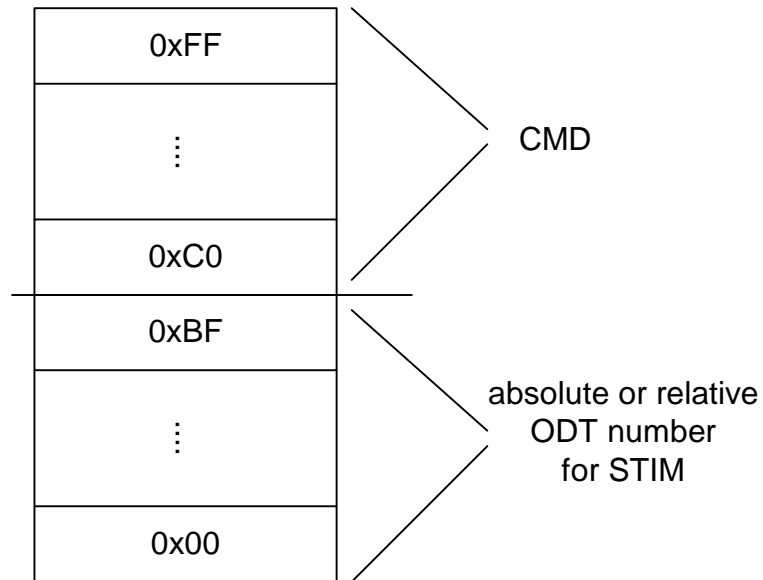 0xFF
⋮
CMD
0xC0
0xBF
⋮
absolute or relative
ODT number
for STIM
0x00